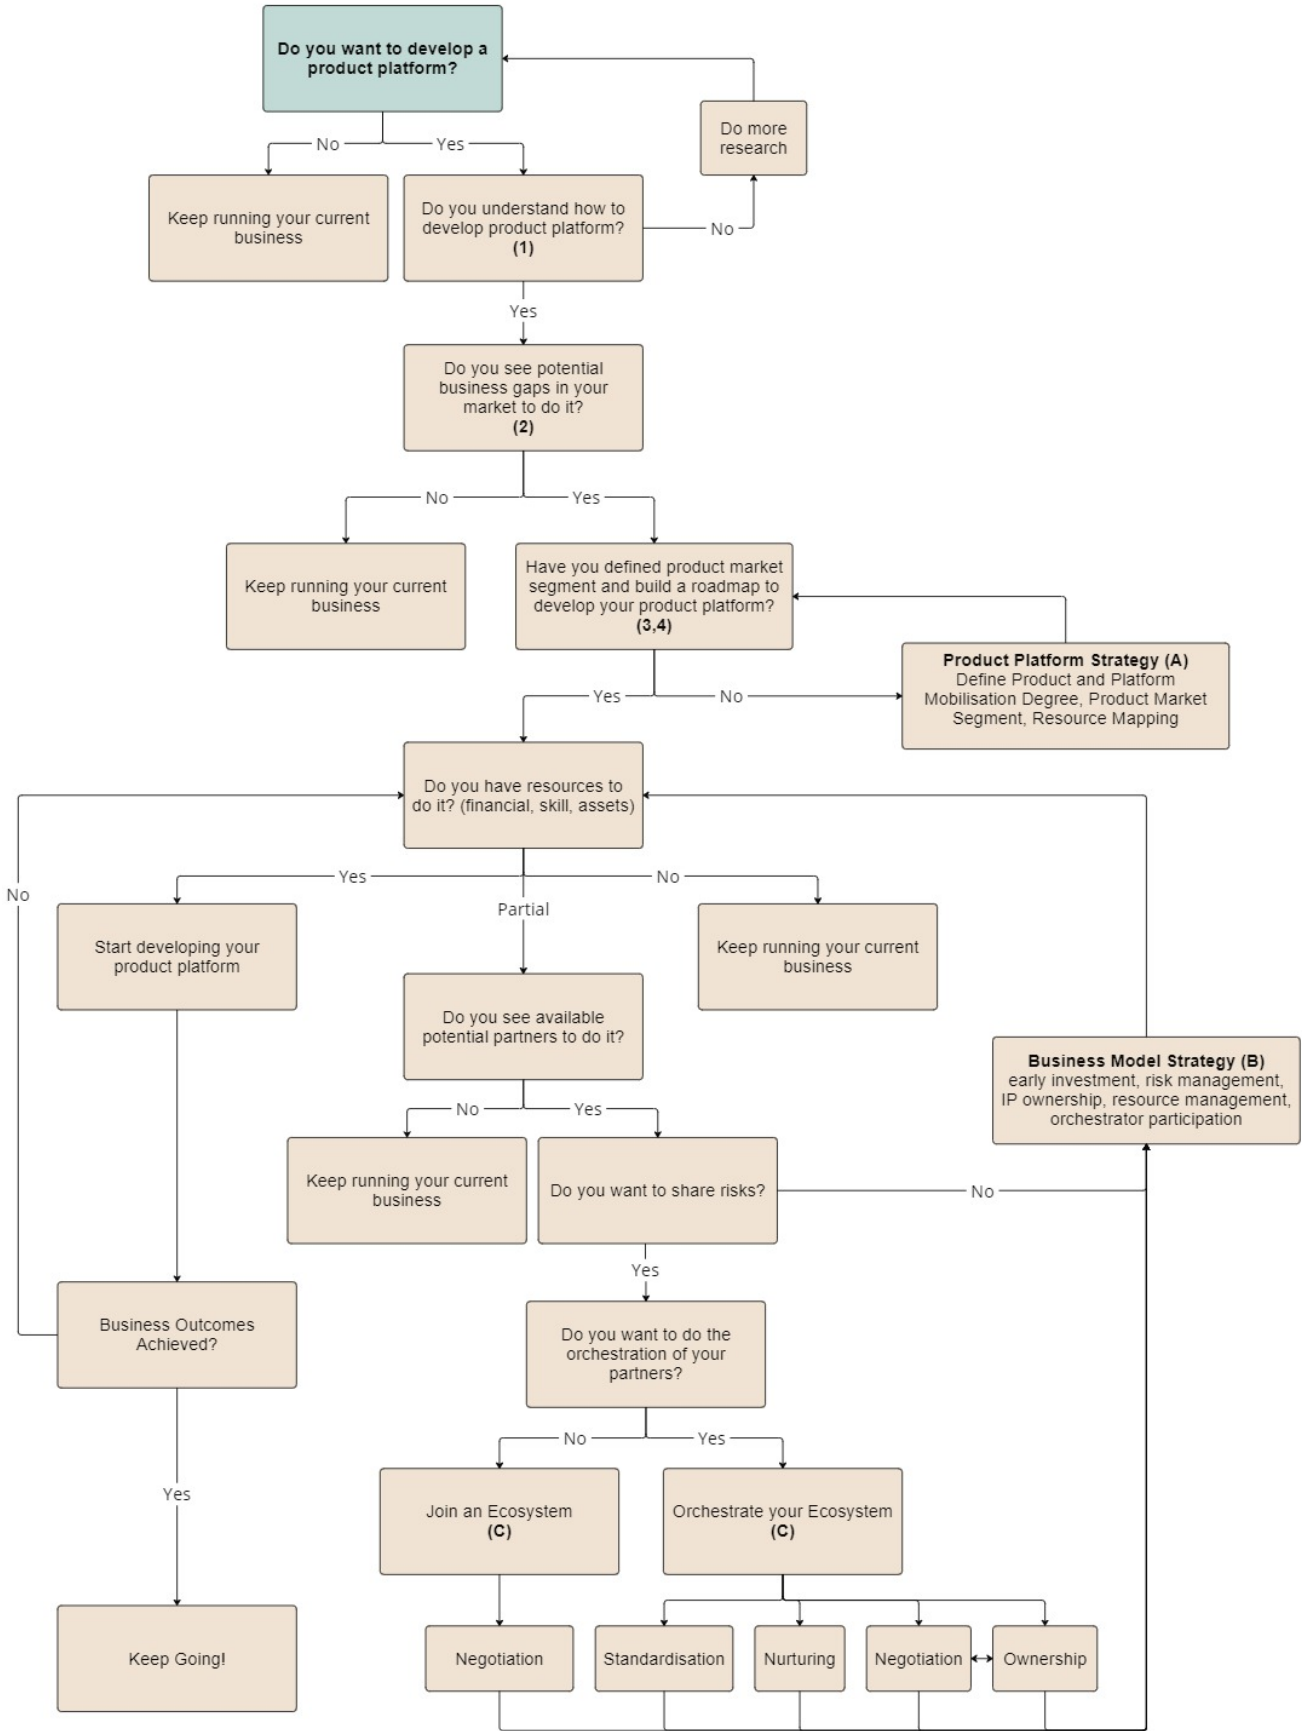 Do you want to develop a
product platform?
Do more
research
No
Yes
Keep running your current
business
Do you understand how to
develop product platform?
(1)
No
Yes
Do you see potential
business gaps in your
market to do it?
(2)
No
Yes
Keep running your current
business
Have you defined product market
segment and build a roadmap to
develop your product platform?
(3,4)
Product Platform Strategy (A)
Define Product and Platform
Mobilisation Degree, Product Market
Segment, Resource Mapping
Yes
No
Do you have resources to
do it? (financial, skill, assets)
No
Yes
No
Partial
Start developing your
product platform
Keep running your current
business
Do you see available
potential partners to do it?
Business Model Strategy (B)
early investment, risk management,
IP ownership, resource management,
orchestrator participation
No
Yes
Keep running your current
business
Do you want to share risks?
No
Yes
Business Outcomes
Achieved?
Do you want to do the
orchestration of your
partners?
No
Yes
Yes
Join an Ecosystem
(C)
Orchestrate your Ecosystem
(C)
Keep Going!
Negotiation
Standardisation
Nurturing
Negotiation
Ownership